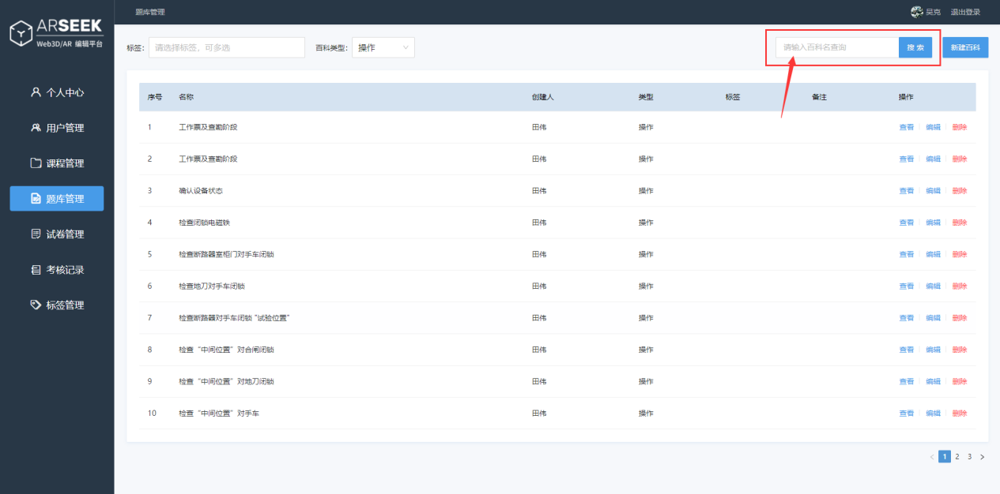 ARSEEK
Web3D/AR 编辑平台
个人中心
用户管理
课程管理
题库管理
试卷管理
考核记录
标签管理
题库管理 吴克 退出登录
标签: 请选择标签，可多选 百科类型: 操作 请输入百科名查询 搜 索 新建百科
序号 名称 创建人 类型 标签 备注 操作
1 工作票及查勘阶段 田伟 操作 查看 编辑 删除
2 工作票及查勘阶段 田伟 操作 查看 编辑 删除
3 确认设备状态 田伟 操作 查看 编辑 删除
4 检查闭锁电磁铁 田伟 操作 查看 编辑 删除
5 检查断路器室柜门对手车闭锁 田伟 操作 查看 编辑 删除
6 检查地刀对手车闭锁 田伟 操作 查看 编辑 删除
7 检查断路器对手车闭锁 "试验位置" 田伟 操作 查看 编辑 删除
8 检查 "中间位置" 对合闸闭锁 田伟 操作 查看 编辑 删除
9 检查 "中间位置" 对地刀闭锁 田伟 操作 查看 编辑 删除
10 检查 "中间位置" 对手车 田伟 操作 查看 编辑 删除
< 1 2 3 >